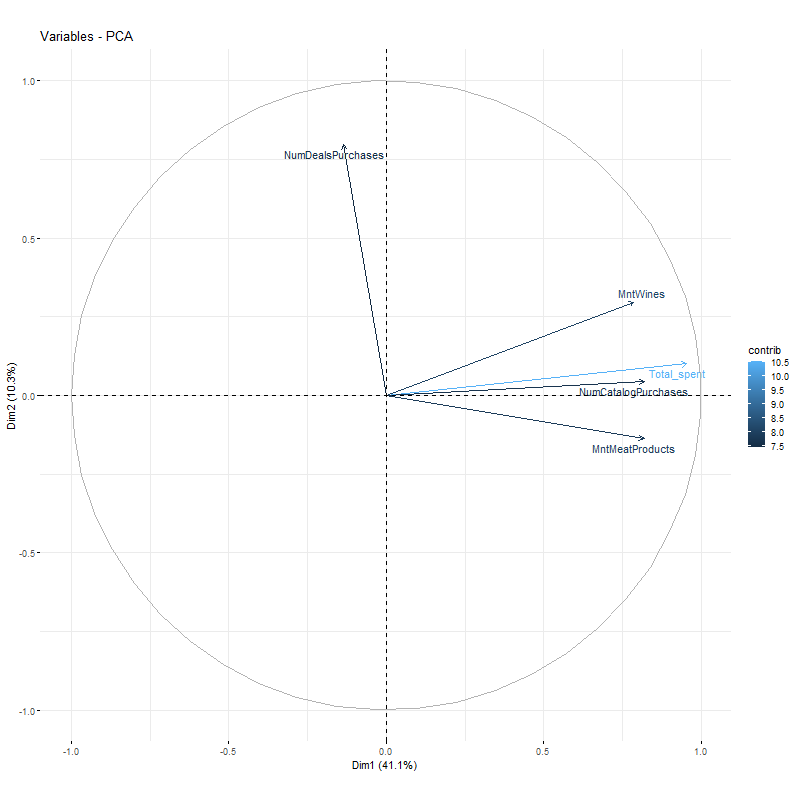 Variables - PCA
1.0
0.5
0.0
-0.5
-1.0
Dim2 (10.3%)
NumDealsPurchases
MntWines
Total_spent
NumCatalogPurchases
MntMeatProducts
-1.0
-0.5
0.0
0.5
1.0
Dim1 (41.1%)
contrib
10.5
10.0
9.5
9.0
8.5
8.0
7.5